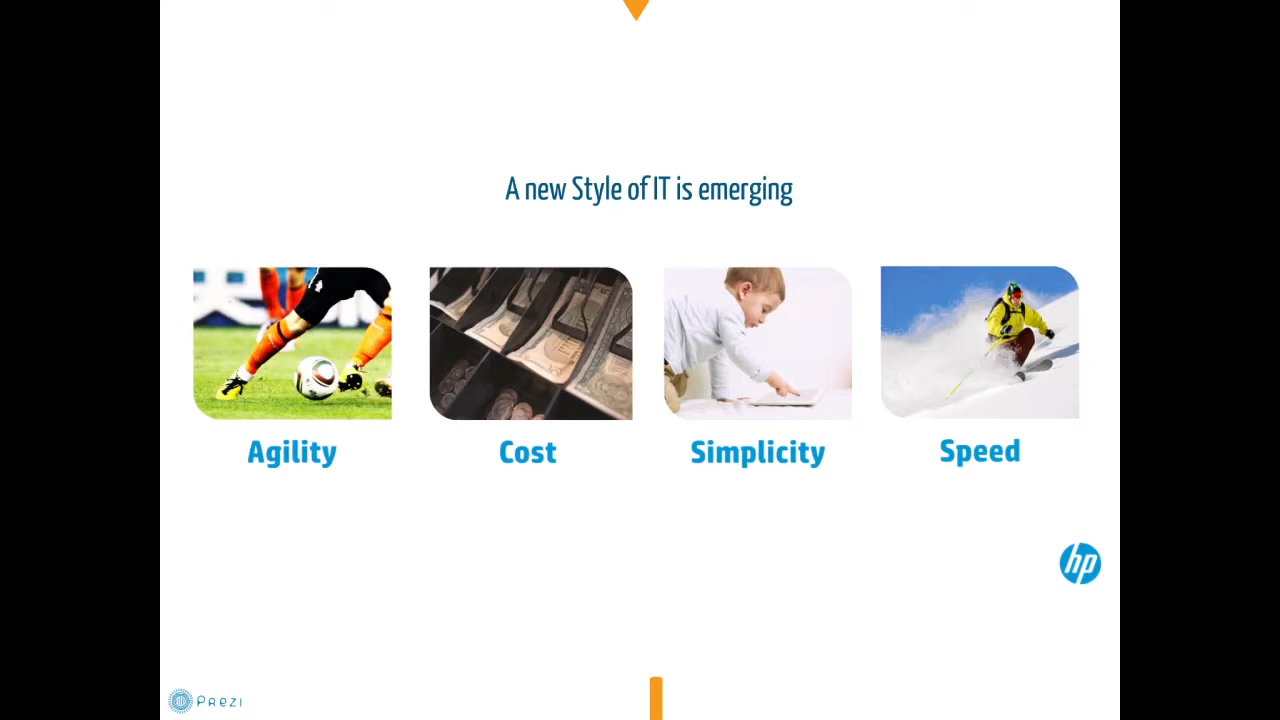 A new Style of IT is emerging
Agility
Cost
Simplicity
Speed
hp
Prezi